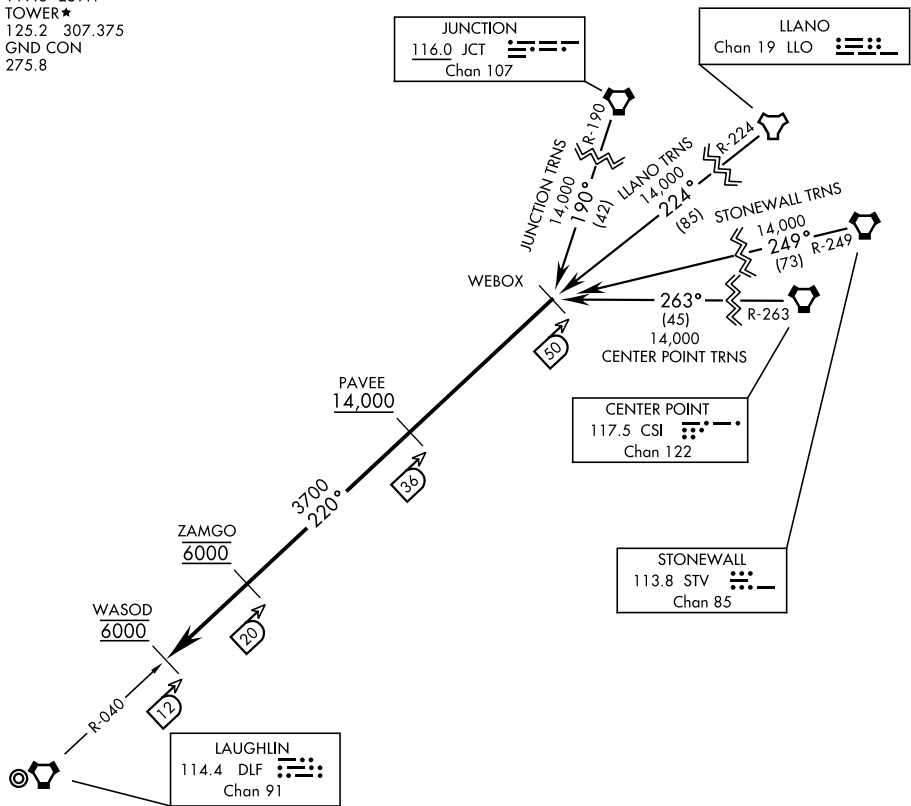 TOWER★
125.2 307.375
GND CON
275.8
JUNCTION
116.0 JCT
Chan 107
LLANO
Chan 19 LLO
R-190
JUNCTION TRNS
14,000
190°
(42)
R-224
LLANO TRNS
14,000
224°
(85)
STONEWALL TRNS
14,000
249°
(73)
R-249
WEBOX
263°
(45)
14,000
R-263
CENTER POINT TRNS
50
PAVEE
14,000
36
CENTER POINT
117.5 CSI
Chan 122
3700
220°
ZAMGO
6000
20
STONEWALL
113.8 STV
Chan 85
WASOD
6000
12
R-040
LAUGHLIN
114.4 DLF
Chan 91